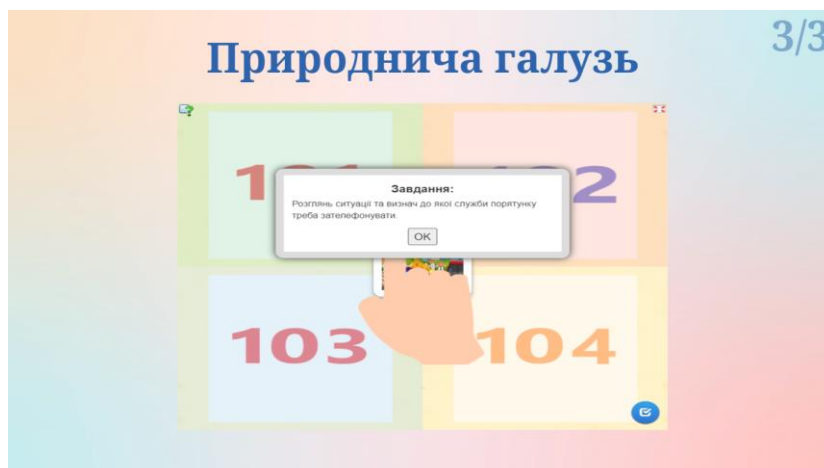 3/3
Природнича галузь
Завдання:
Розглянь ситуації та визнач до якої служби порятунку
треба зателефонувати.
OK
103
104